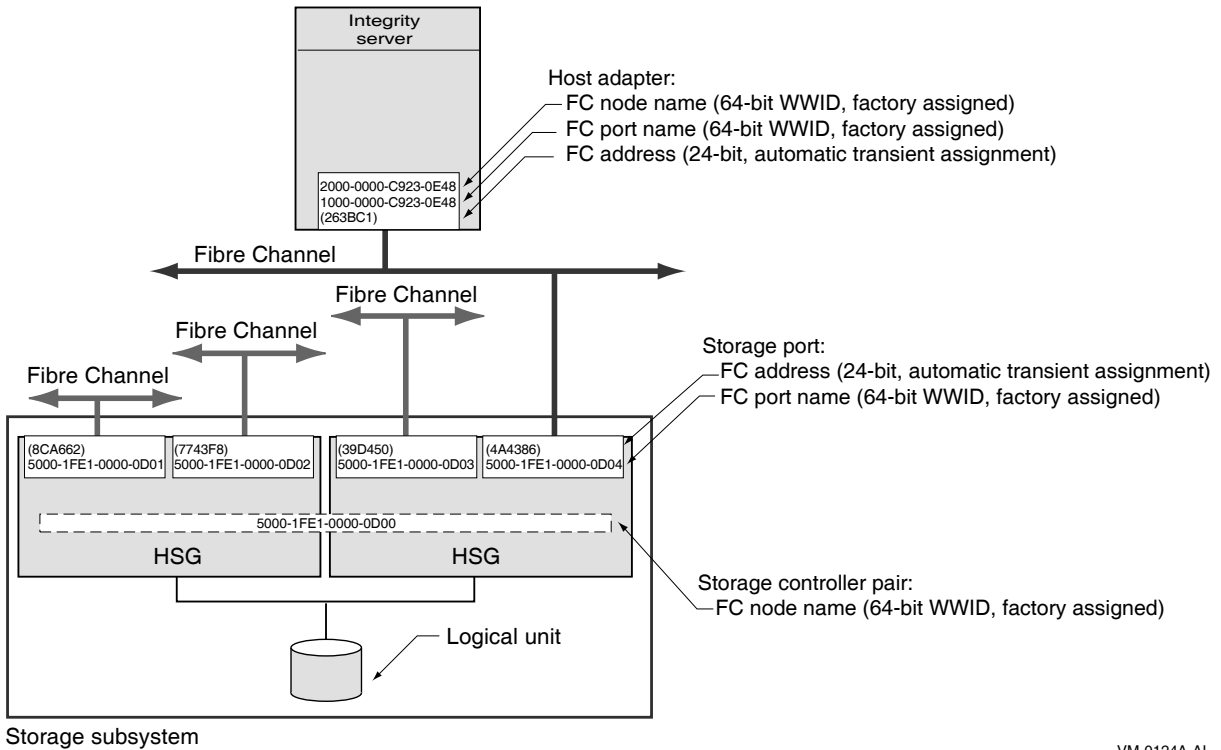 Integrity
server
Host adapter:
FC node name (64-bit WWID, factory assigned)
FC port name (64-bit WWID, factory assigned)
FC address (24-bit, automatic transient assignment)
2000-0000-C923-0E48
1000-0000-C923-0E48
(263BC1)
Fibre Channel
Fibre Channel
Fibre Channel
Fibre Channel
Storage port:
FC address (24-bit, automatic transient assignment)
FC port name (64-bit WWID, factory assigned)
(8CA662)
5000-1FE1-0000-0D01
(7743F8)
5000-1FE1-0000-0D02
(39D450)
5000-1FE1-0000-0D03
(4A4386)
5000-1FE1-0000-0D04
5000-1FE1-0000-0D00
HSG
HSG
Storage controller pair:
FC node name (64-bit WWID, factory assigned)
Logical unit
Storage subsystem